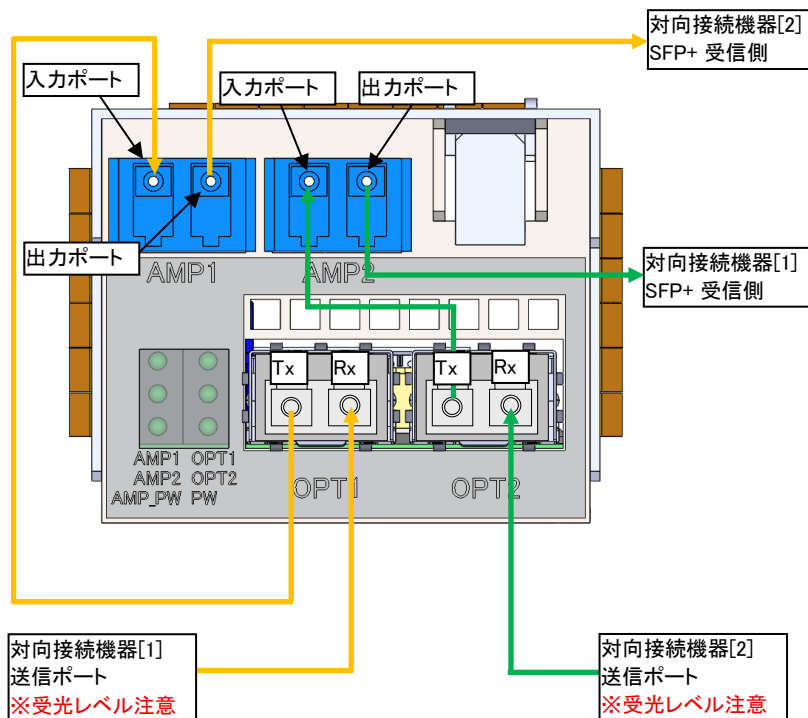 対向接続機器[2]
SFP+ 受信側
入力ポート
入力ポート
出力ポート
出力ポート
AMP1
AMP2
対向接続機器[1]
SFP+ 受信側
Tx
Rx
Tx
Rx
AMP1 OPT1
AMP2 OPT2
AMP_PW PW
OPT1
OPT2
対向接続機器[1]
送信ポート
※受光レベル注意
対向接続機器[2]
送信ポート
※受光レベル注意